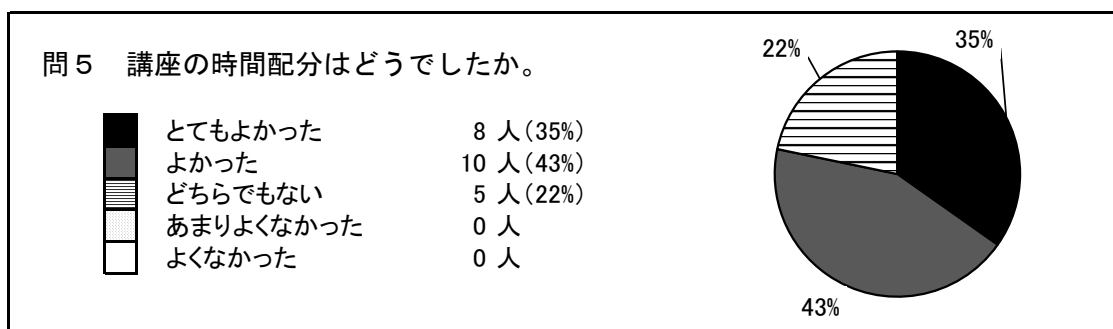 問５　講座の時間配分はどうでしたか。
とてもよかった 8 人(35%)
よかった 10 人(43%)
どちらでもない 5 人(22%)
あまりよくなかった 0 人
よくなかった 0 人
22%
35%
43%